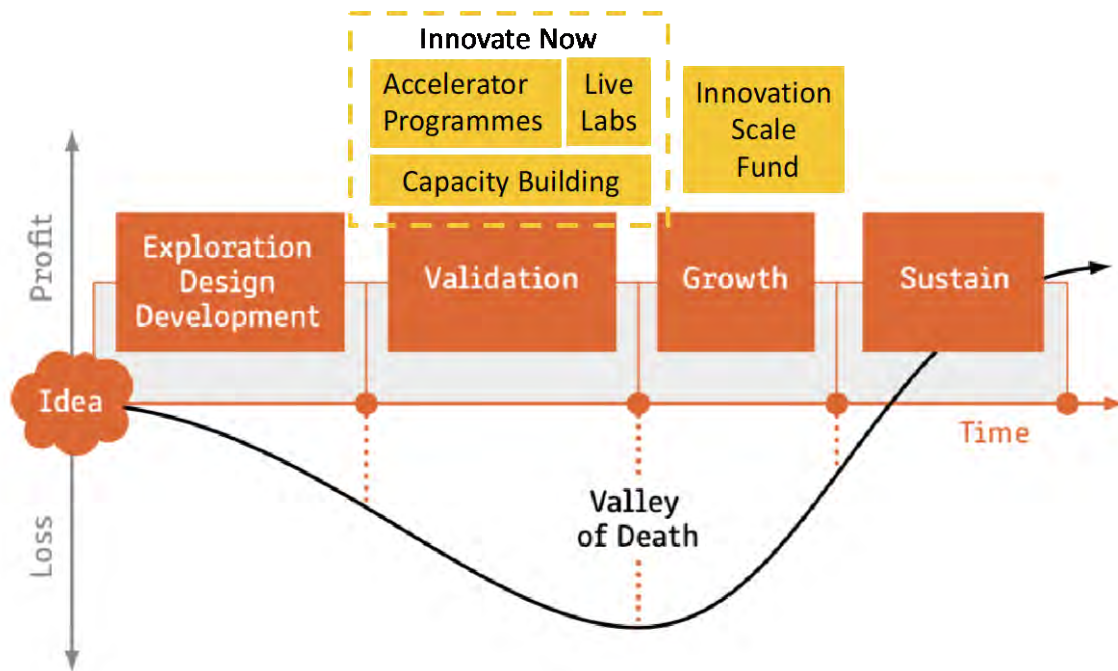 Innovate Now
Accelerator
Programmes
Live
Labs
Capacity Building
Innovation
Scale
Fund
Profit
Exploration
Design
Development
Validation
Growth
Sustain
Idea
Time
Loss
Valley
of Death